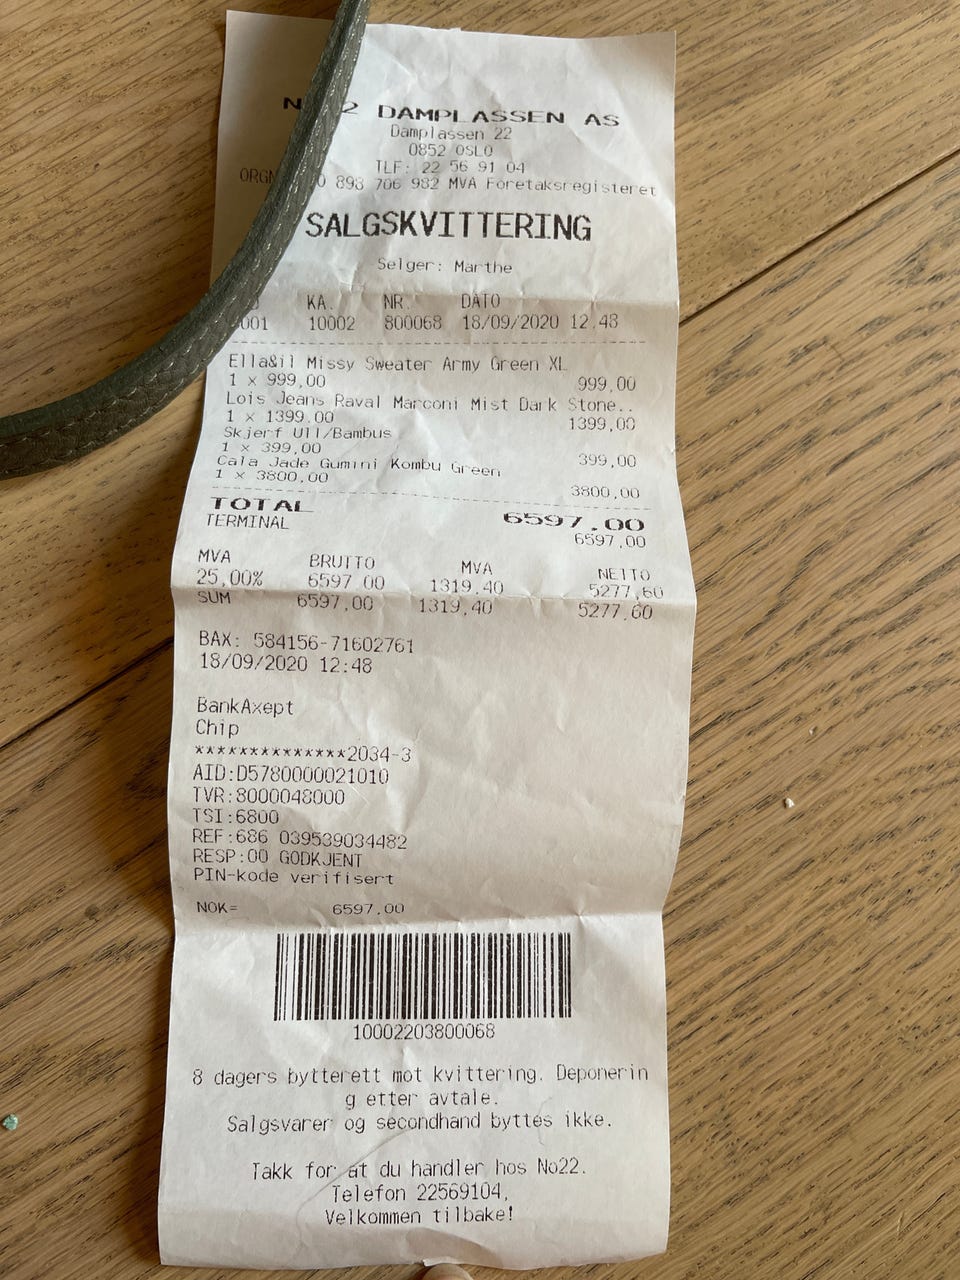 DAMPLASSEN AS
Damplassen 22
0852 OSLO
TLF: 22 56 91 04
898 706 982 MVA Foretaksregisteret
SALGSKVITTERING
Selger: Marthe
KA. NR. DATO
001 10002 800068 18/09/2020 12.48
Ella&il Missy Sweater Army Green XL
1 x 999,00 999,00
Lois Jeans Raval Marconi Mist Dark Stone..
1 x 1399,00 1399,00
Skjerf Ull/Bambus
1 x 399,00 399,00
Cala Jade Gumini Kombu Green
1 x 3800,00 3800,00
TOTAL 6597.00
TERMINAL 6597,00
MVA BRUTTO MVA NETTO
25,00% 6597,00 1319,40 5277,60
SUM 6597,00 1319,40 5277,60
BAX: 584156-71602761
18/09/2020 12:48
BankAxept
Chip
**************2034-3
AID:D5780000021010
TVR:8000048000
TSI:6800
REF:686 039539034482
RESP:00 GODKJENT
PIN-kode verifisert
NOK= 6597,00
10002203800068
8 dagers bytterett mot kvittering. Deponerin
g etter avtale.
Salgsvarer og secondhand byttes ikke.
Takk for at du handler hos No22.
Telefon 22569104,
Velkommen tilbake!